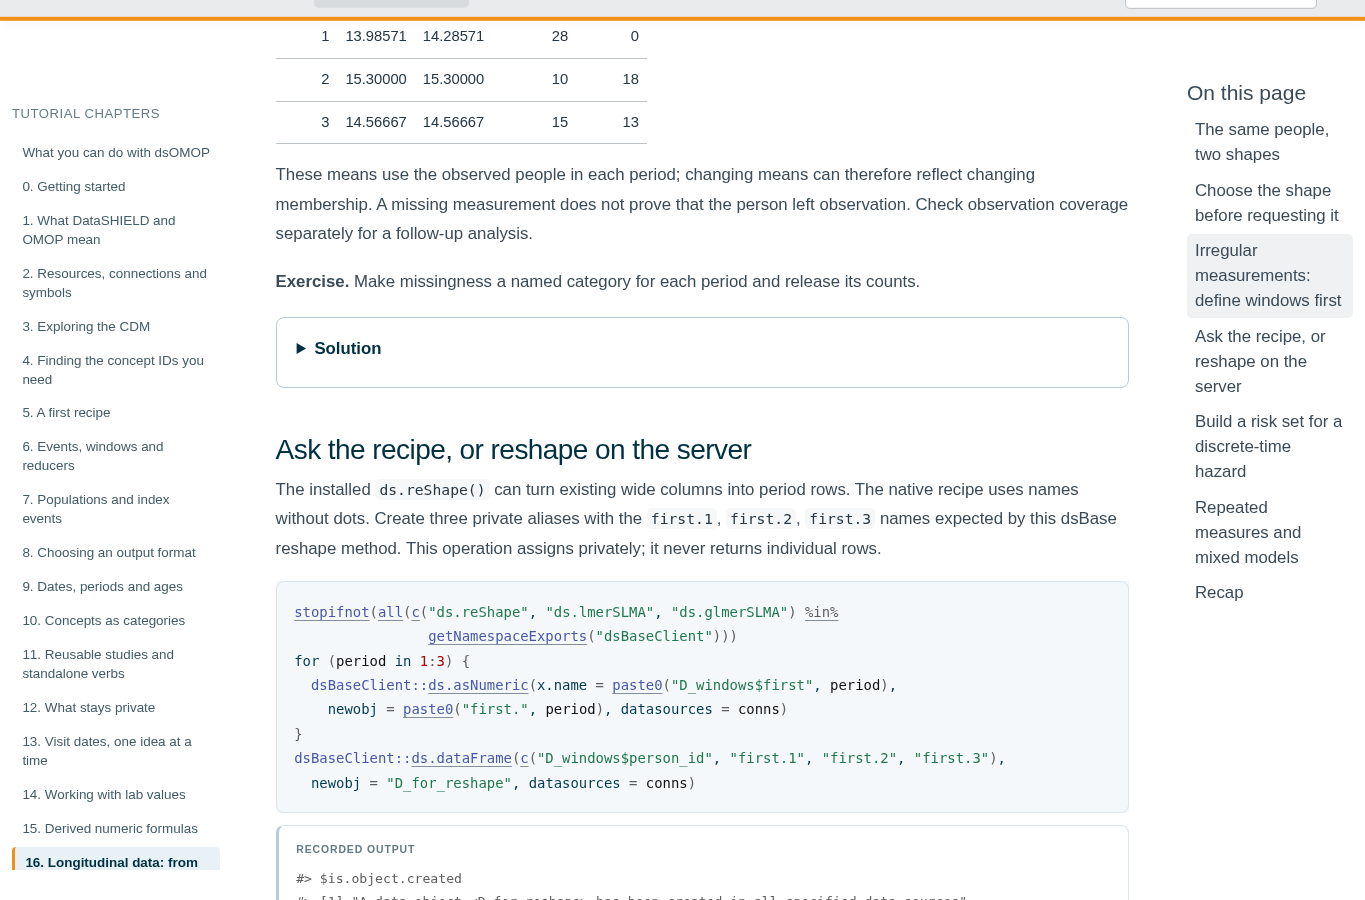 1 13.98571 14.28571 28 0
2 15.30000 15.30000 10 18
3 14.56667 14.56667 15 13
TUTORIAL CHAPTERS
What you can do with dsOMOP
0. Getting started
1. What DataSHIELD and
OMOP mean
2. Resources, connections and
symbols
3. Exploring the CDM
4. Finding the concept IDs you
need
5. A first recipe
6. Events, windows and
reducers
7. Populations and index
events
8. Choosing an output format
9. Dates, periods and ages
10. Concepts as categories
11. Reusable studies and
standalone verbs
12. What stays private
13. Visit dates, one idea at a
time
14. Working with lab values
15. Derived numeric formulas
16. Longitudinal data: from
These means use the observed people in each period; changing means can therefore reflect changing
membership. A missing measurement does not prove that the person left observation. Check observation coverage
separately for a follow-up analysis.
Exercise. Make missingness a named category for each period and release its counts.
Solution
Ask the recipe, or reshape on the server
The installed ds.reShape() can turn existing wide columns into period rows. The native recipe uses names
without dots. Create three private aliases with the first.1, first.2, first.3 names expected by this dsBase
reshape method. This operation assigns privately; it never returns individual rows.
stopifnot(all(c("ds.reShape", "ds.lmerSLMA", "ds.glmerSLMA") %in%
getNamespaceExports("dsBaseClient")))
for (period in 1:3) {
dsBaseClient::ds.asNumeric(x.name = paste0("D_windows$first", period),
newobj = paste0("first.", period), datasources = conns)
}
dsBaseClient::ds.dataFrame(c("D_windows$person_id", "first.1", "first.2", "first.3"),
newobj = "D_for_reshape", datasources = conns)
RECORDED OUTPUT
#> $is.object.created
#> [1] "A data object <D_for_reshape> has been created in all specified data sources"
On this page
The same people,
two shapes
Choose the shape
before requesting it
Irregular
measurements:
define windows first
Ask the recipe, or
reshape on the
server
Build a risk set for a
discrete-time
hazard
Repeated
measures and
mixed models
Recap